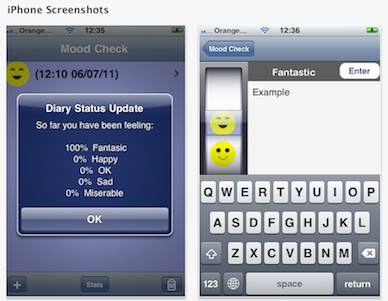 iPhone Screenshots
Orange...
12:35
Mood Check
(12:10 06/07/11)
Diary Status Update
So far you have been feeling:
100% Fantasic
0% Happy
0% OK
0% Sad
0% Miserable
OK
Stats
Orange...
12:36
Mood Check
Fantastic
Enter
Example
Q W E R T Y U I O P
A S D F G H J K L
Z X C V B N M
123
space
return